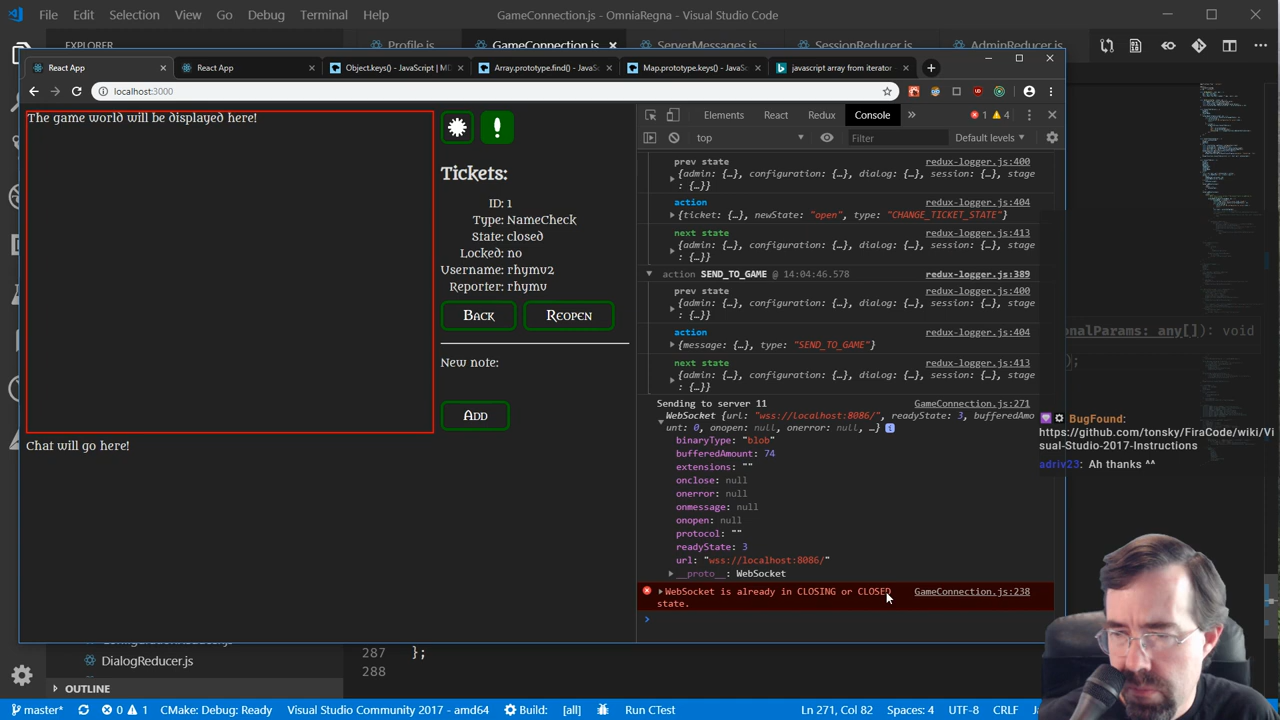 File Edit Selection View Go Debug Terminal Help
GameConnection.js - OmniaRegna - Visual Studio Code
EXPLORER
Profile.js GameConnection.js ServerMessages.js SessionReducer.js AdminReducer.js
React App
React App
Object.keys() - JavaScript | MD
Array.prototype.find() - JavaScr
Map.prototype.keys() - JavaScr
javascript array from iterator
localhost:3000
The game world will be displayed here!
Tickets:
ID: 1
Type: NameCheck
State: closed
Locked: no
Username: rhymv2
Reporter: rhymv
Back Reopen
New note:
Add
Chat will go here!
Elements React Redux Console » 1 4
top Filter Default levels
prev state redux-logger.js:400
{admin: {…}, configuration: {…}, dialog: {…}, session: {…}, stage
: {…}}
action redux-logger.js:404
{ticket: {…}, newState: "open", type: "CHANGE_TICKET_STATE"}
next state redux-logger.js:413
{admin: {…}, configuration: {…}, dialog: {…}, session: {…}, stage
: {…}}
action SEND_TO_GAME @ 14:04:46.578 redux-logger.js:389
prev state redux-logger.js:400
{admin: {…}, configuration: {…}, dialog: {…}, session: {…}, stage
: {…}}
action redux-logger.js:404
{message: {…}, type: "SEND_TO_GAME"}
next state redux-logger.js:413
{admin: {…}, configuration: {…}, dialog: {…}, session: {…}, stage
: {…}}
Sending to server 11 GameConnection.js:271
WebSocket {url: "wss://localhost:8086/", readyState: 3, bufferedAmo
unt: 0, onopen: null, onerror: null, …}
binaryType: "blob"
bufferedAmount: 74
extensions: ""
onclose: null
onerror: null
onmessage: null
onopen: null
protocol: ""
readyState: 3
url: "wss://localhost:8086/"
__proto__: WebSocket
WebSocket is already in CLOSING or CLOSED GameConnection.js:238
state.
onalParams: any[]): void
);
BugFound:
https://github.com/tonsky/FiraCode/wiki/Vi
sual-Studio-2017-Instructions
adriv23: Ah thanks ^^
DialogReducer.js
287 };
288
OUTLINE
master* 0 1 CMake: Debug: Ready Visual Studio Community 2017 - amd64 Build: [all] Run CTest Ln 271, Col 82 Spaces: 4 UTF-8 CRLF